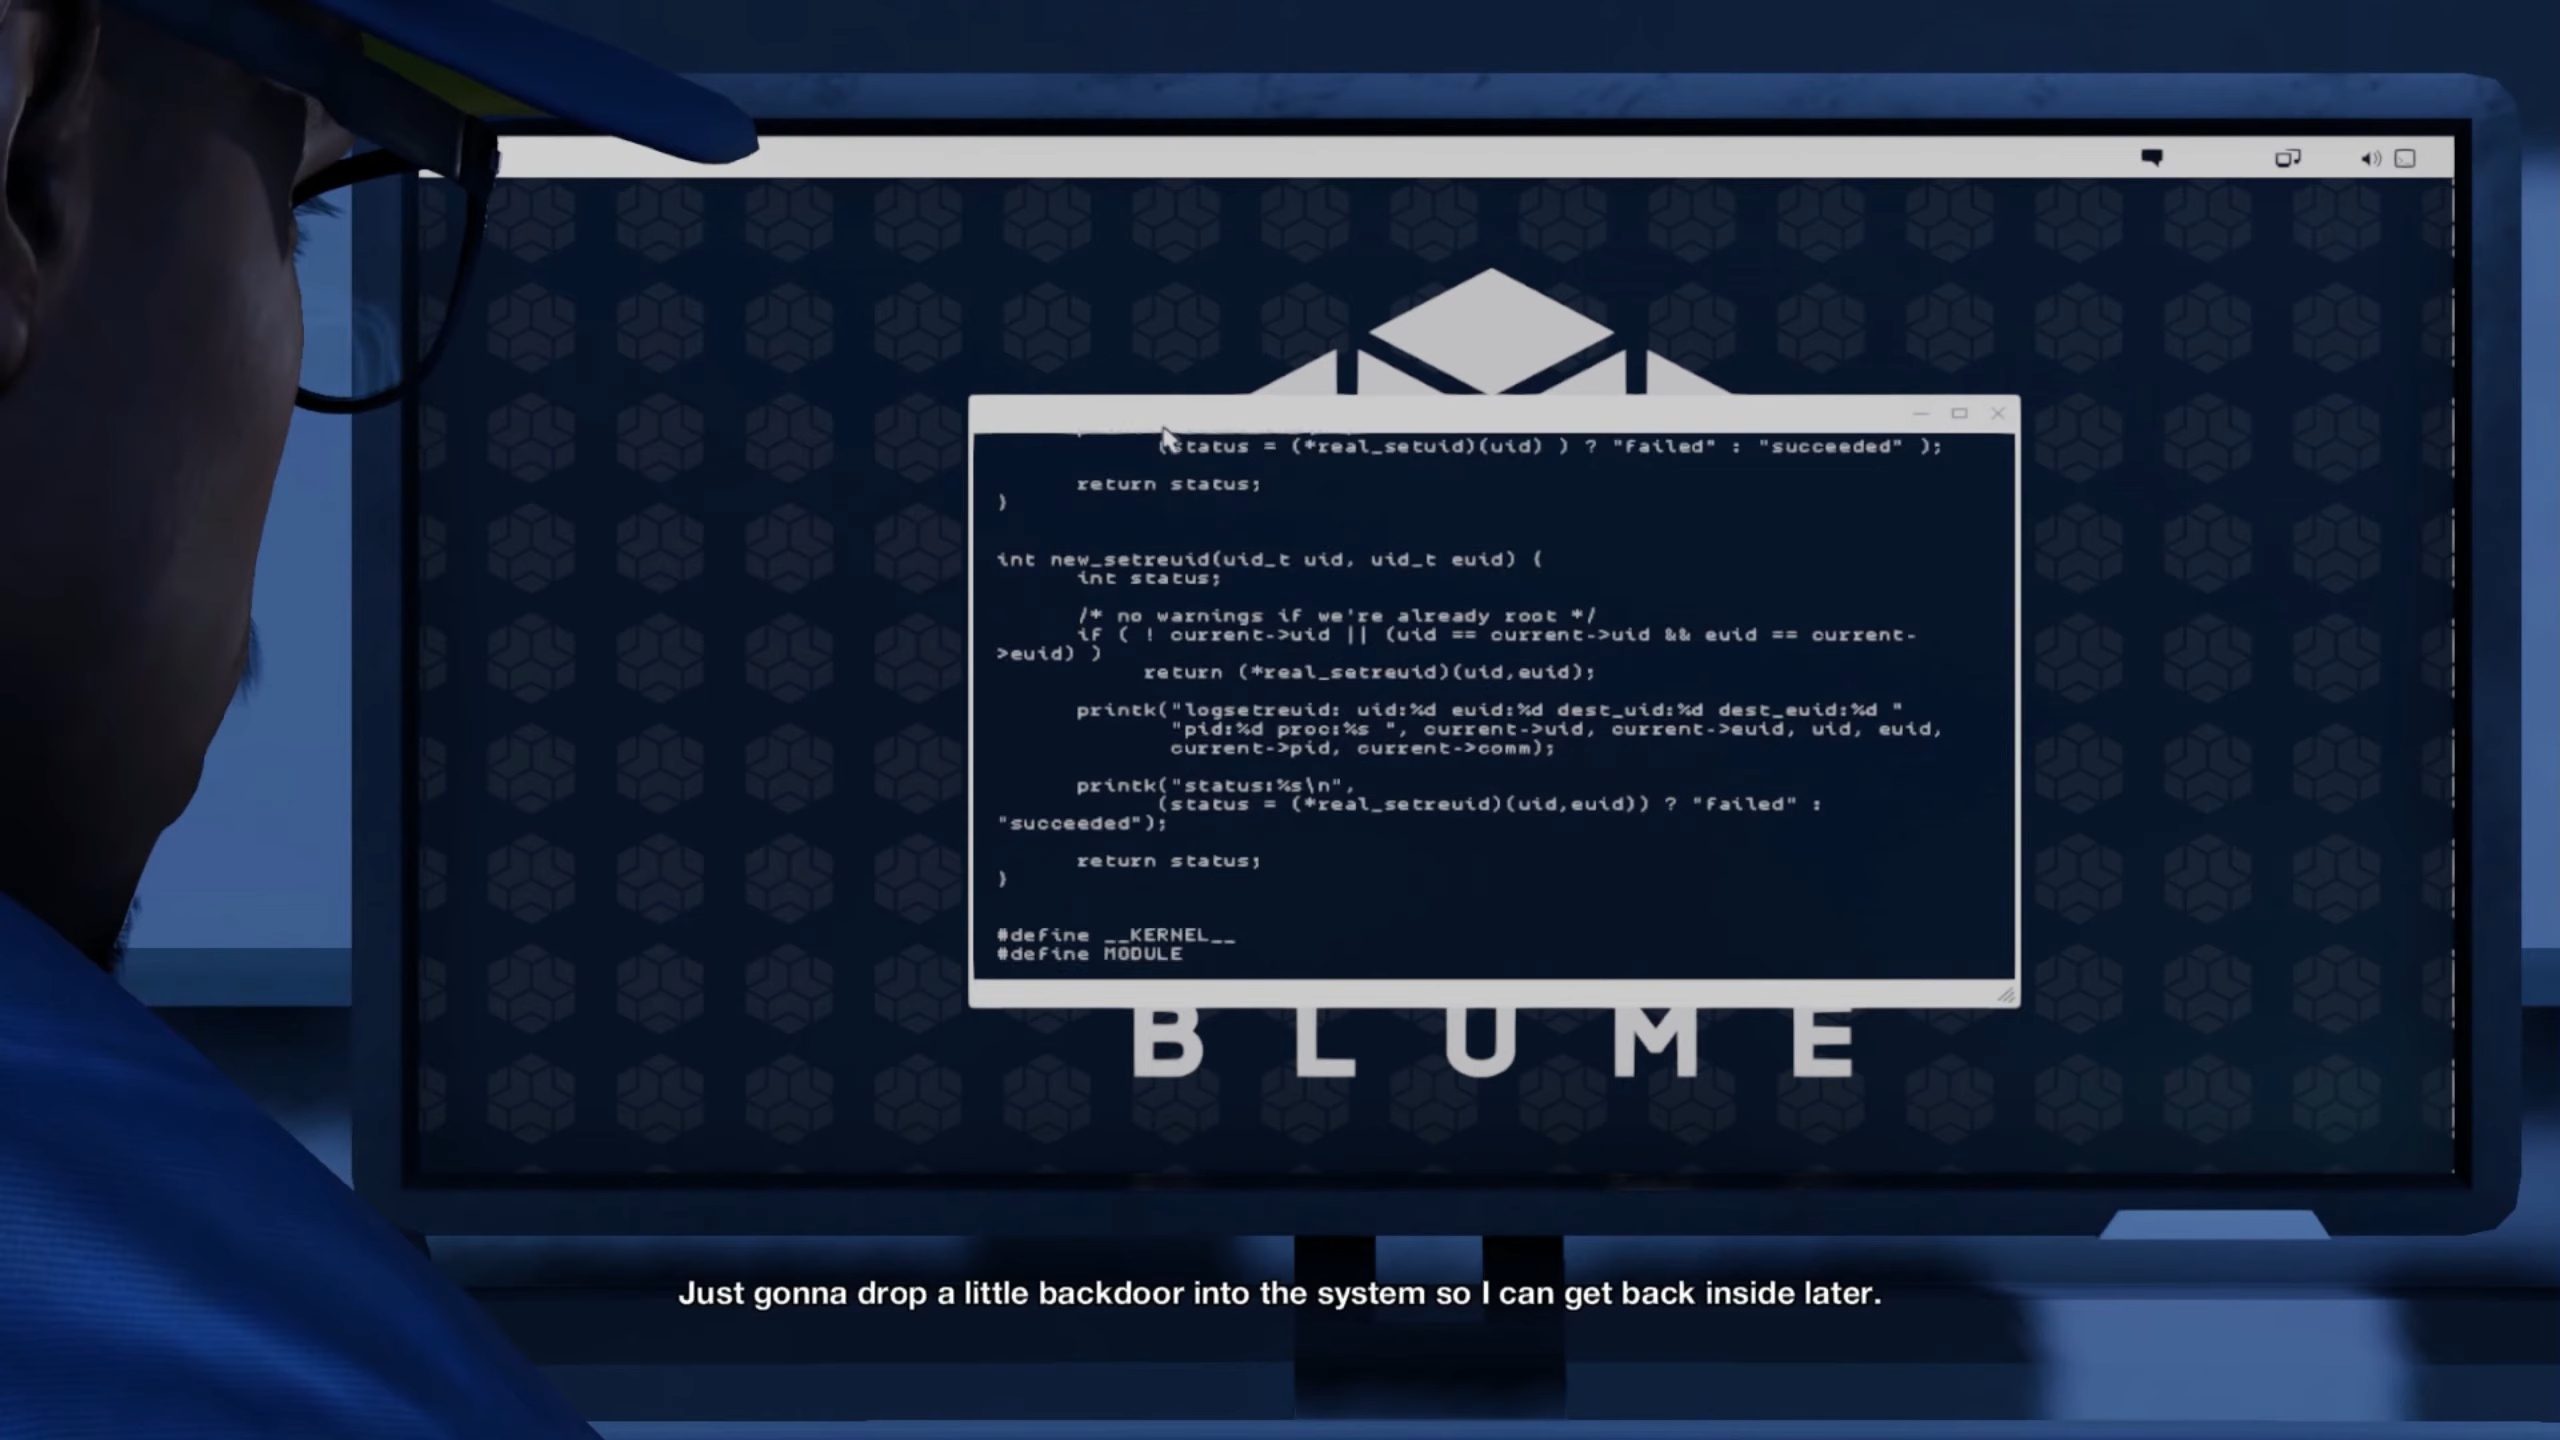 (status = (*real_setuid)(uid) ) ? "Failed" : "succeeded" );
return status;
)
int new_setreuid(uid_t uid, uid_t euid) {
int status;
/* no warnings if we're already root */
if ( ! current->uid || (uid == current->uid && euid == current-
>euid) )
return (*real_setreuid)(uid,euid);
printk("logsetreuid: uid:%d euid:%d dest_uid:%d dest_euid:%d "
"pid:%d proc:%s ", current->uid, current->euid, uid, euid,
current->pid, current->comm);
printk("status:%s\n",
(status = (*real_setreuid)(uid,euid)) ? "Failed" :
"succeeded");
return status;
)
#define __KERNEL__
#define MODULE
BLUME
Just gonna drop a little backdoor into the system so I can get back inside later.